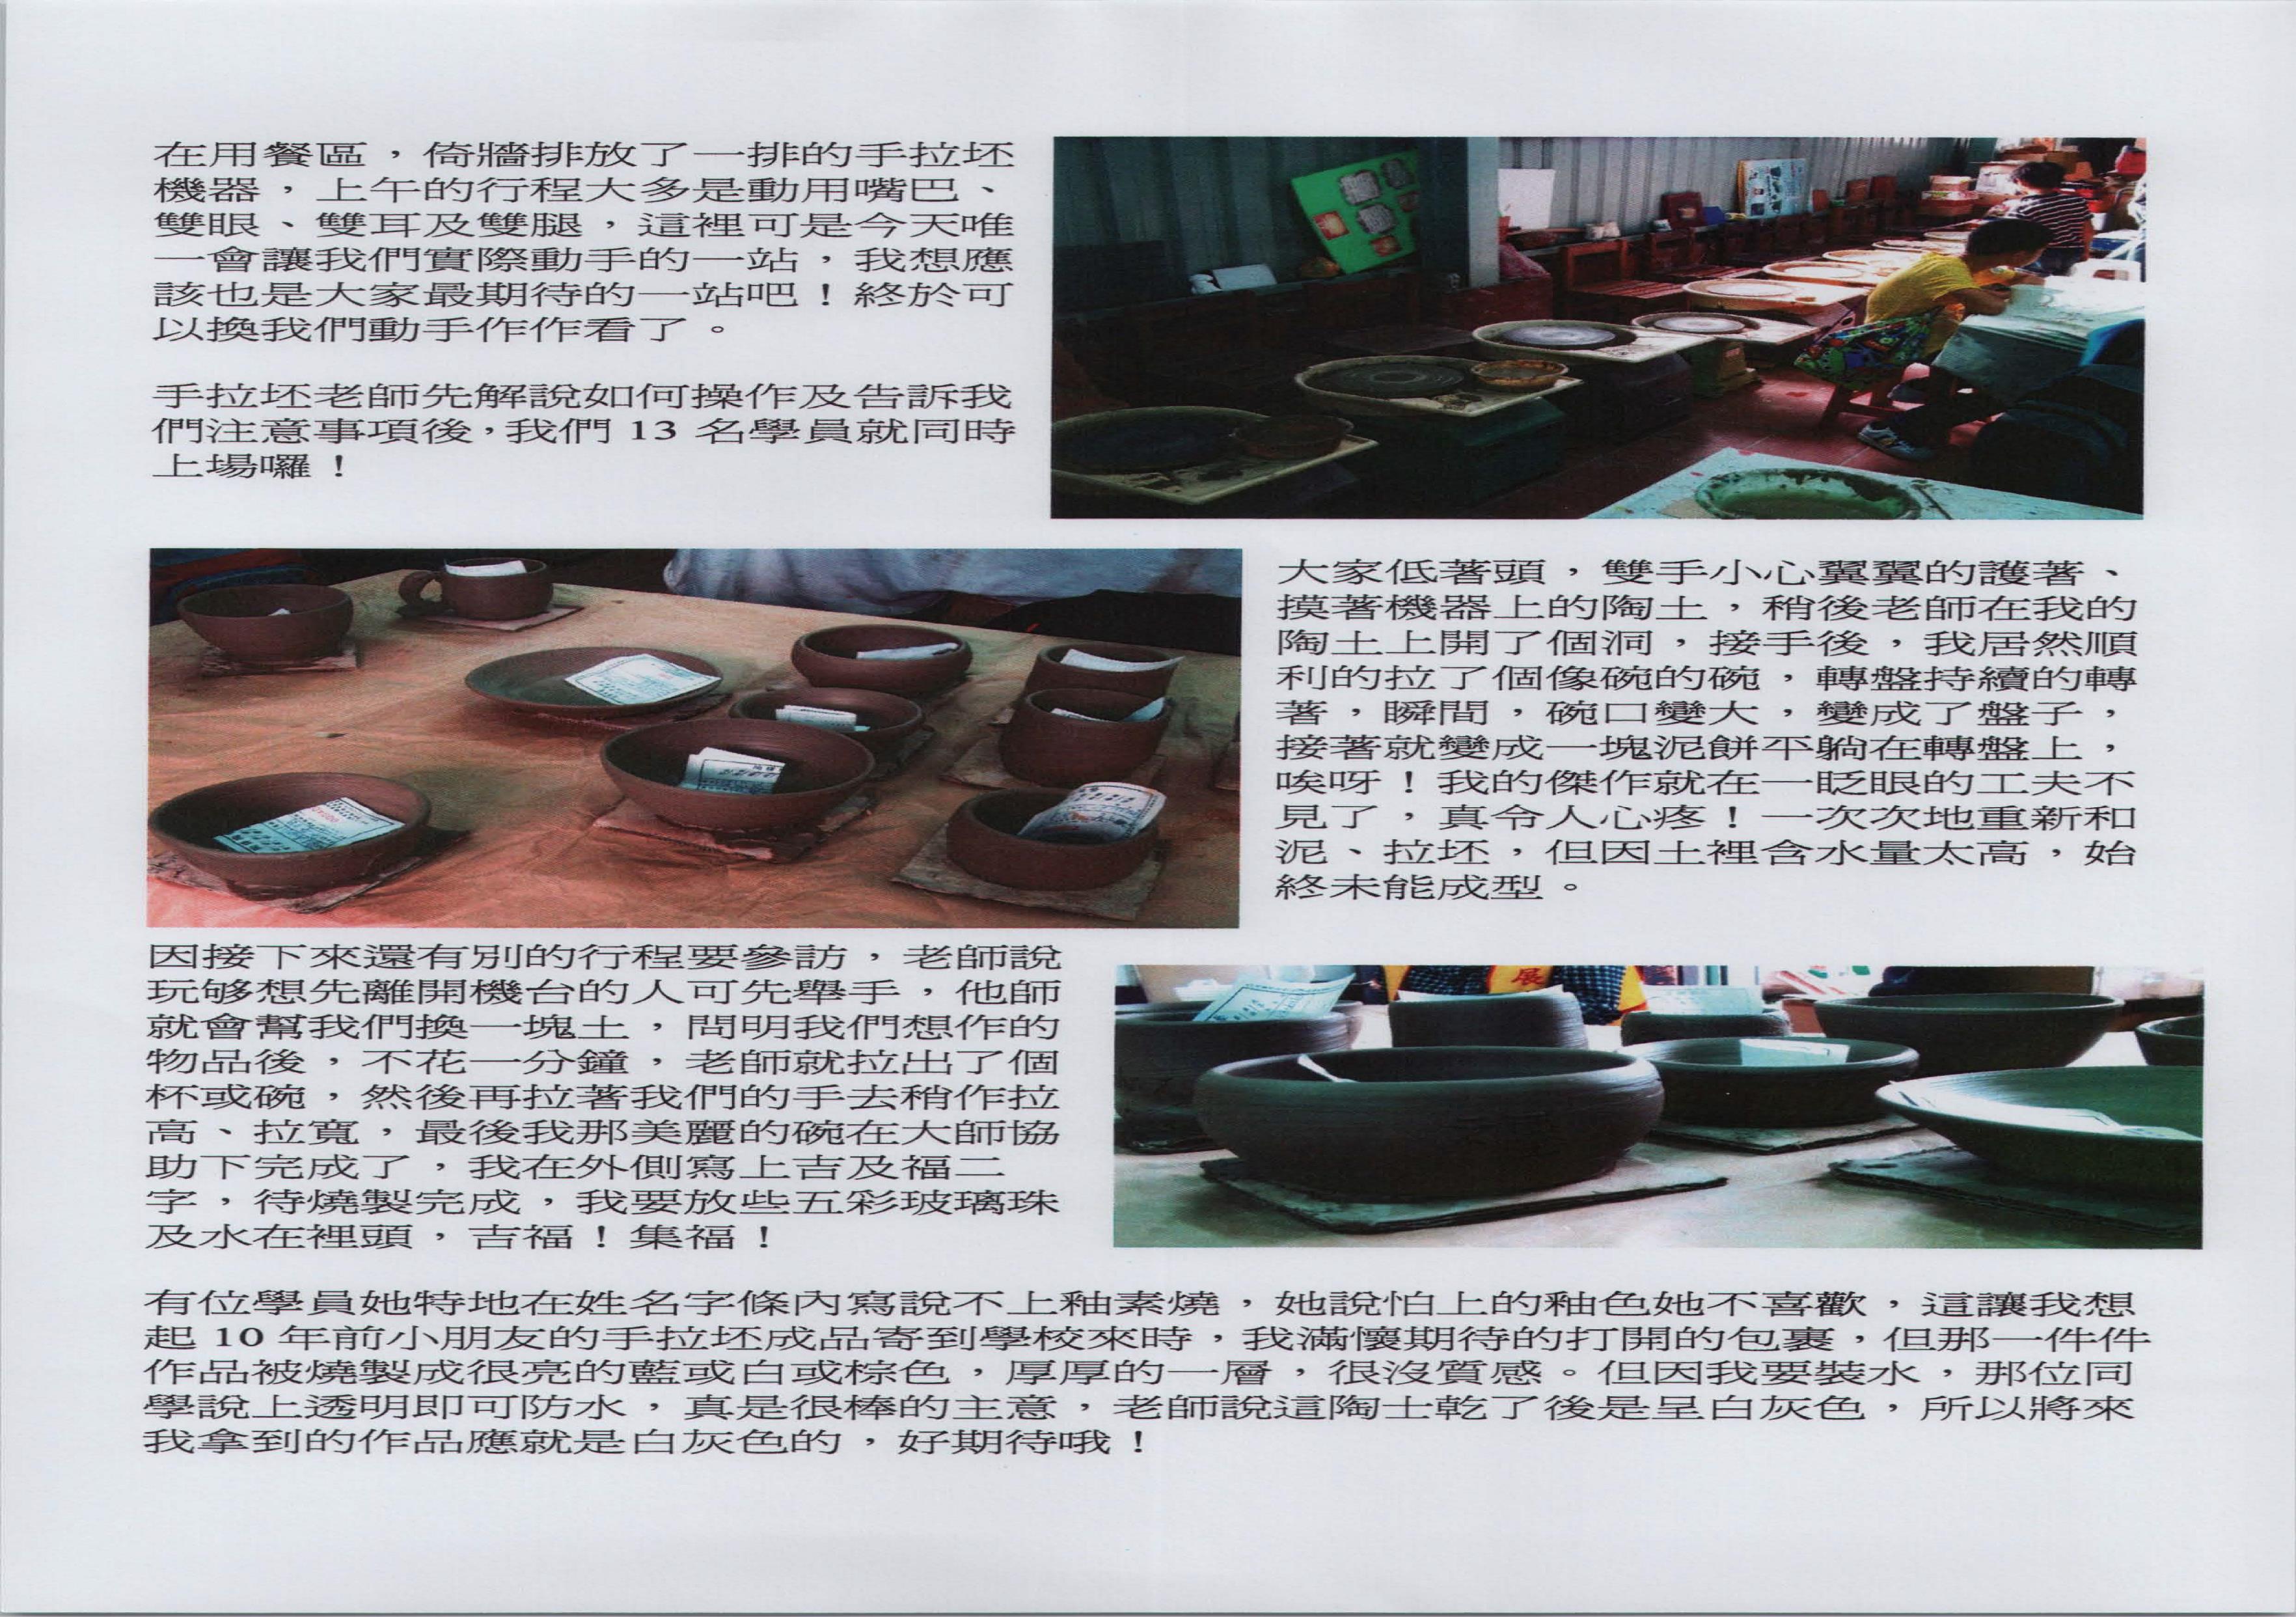 在用餐區，倚牆排放了一排的手拉坯
機器，上午的行程大多是動用嘴巴、
雙眼、雙耳及雙腿，這裡可是今天唯
一會讓我們實際動手的一站，我想應
該也是大家最期待的一站吧！終於可
以換我們動手作作看了。
手拉坯老師先解說如何操作及告訴我
們注意事項後，我們 13 名學員就同時
上場囉！
大家低著頭，雙手小心翼翼的護著、
摸著機器上的陶土，稍後老師在我的
陶土上開了個洞，接手後，我居然順
利的拉了個像碗的碗，轉盤持續的轉
著，瞬間，碗口變大，變成了盤子，
接著就變成一塊泥餅平躺在轉盤上，
唉呀！我的傑作就在一眨眼的工夫不
見了，真令人心疼！一次次地重新和
泥、拉坯，但因土裡含水量太高，始
終未能成型。
因接下來還有別的行程要參訪，老師說
玩够想先離開機台的人可先舉手，他師
就會幫我們換一塊土，問明我們想作的
物品後，不花一分鐘，老師就拉出了個
杯或碗，然後再拉著我們的手去稍作拉
高、拉寬，最後我那美麗的碗在大師協
助下完成了，我在外側寫上吉及福二
字，待燒製完成，我要放些五彩玻璃珠
及水在裡頭，吉福！集福！
展
有位學員她特地在姓名字條內寫說不上釉素燒，她說怕上的釉色她不喜歡，這讓我想
起 10 年前小朋友的手拉坯成品寄到學校來時，我滿懷期待的打開的包裹，但那一件件
作品被燒製成很亮的藍或白或棕色，厚厚的一層，很沒質感。但因我要裝水，那位同
學說上透明即可防水，真是很棒的主意，老師說這陶士乾了後是呈白灰色，所以將來
我拿到的作品應就是白灰色的，好期待哦！